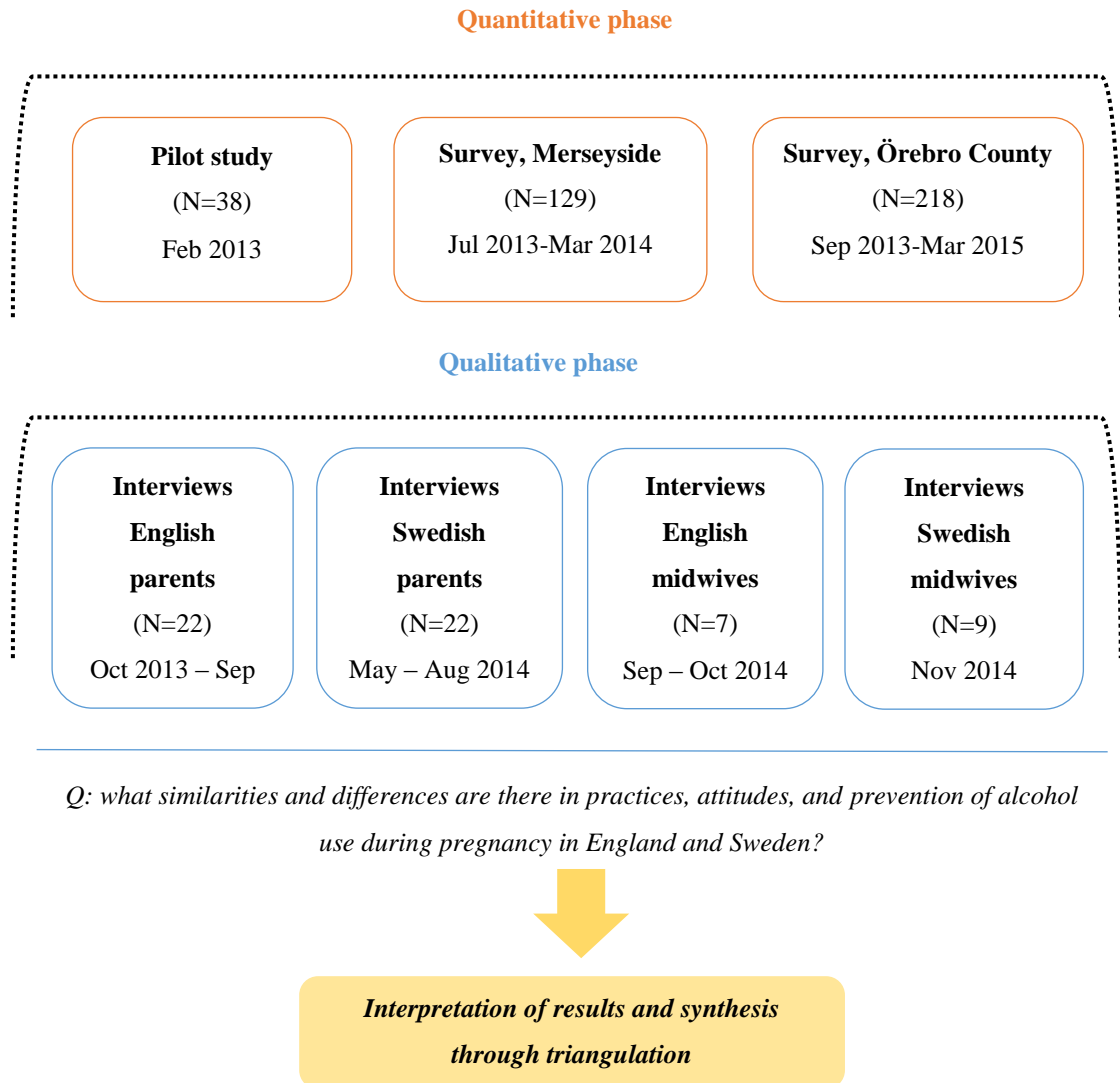 Quantitative phase
Pilot study
(N=38)
Feb 2013
Survey, Merseyside
(N=129)
Jul 2013-Mar 2014
Survey, Örebro County
(N=218)
Sep 2013-Mar 2015
Qualitative phase
Interviews
English
parents
(N=22)
Oct 2013 – Sep
Interviews
Swedish
parents
(N=22)
May – Aug 2014
Interviews
English
midwives
(N=7)
Sep – Oct 2014
Interviews
Swedish
midwives
(N=9)
Nov 2014
Q: what similarities and differences are there in practices, attitudes, and prevention of alcohol
use during pregnancy in England and Sweden?
Interpretation of results and synthesis
through triangulation